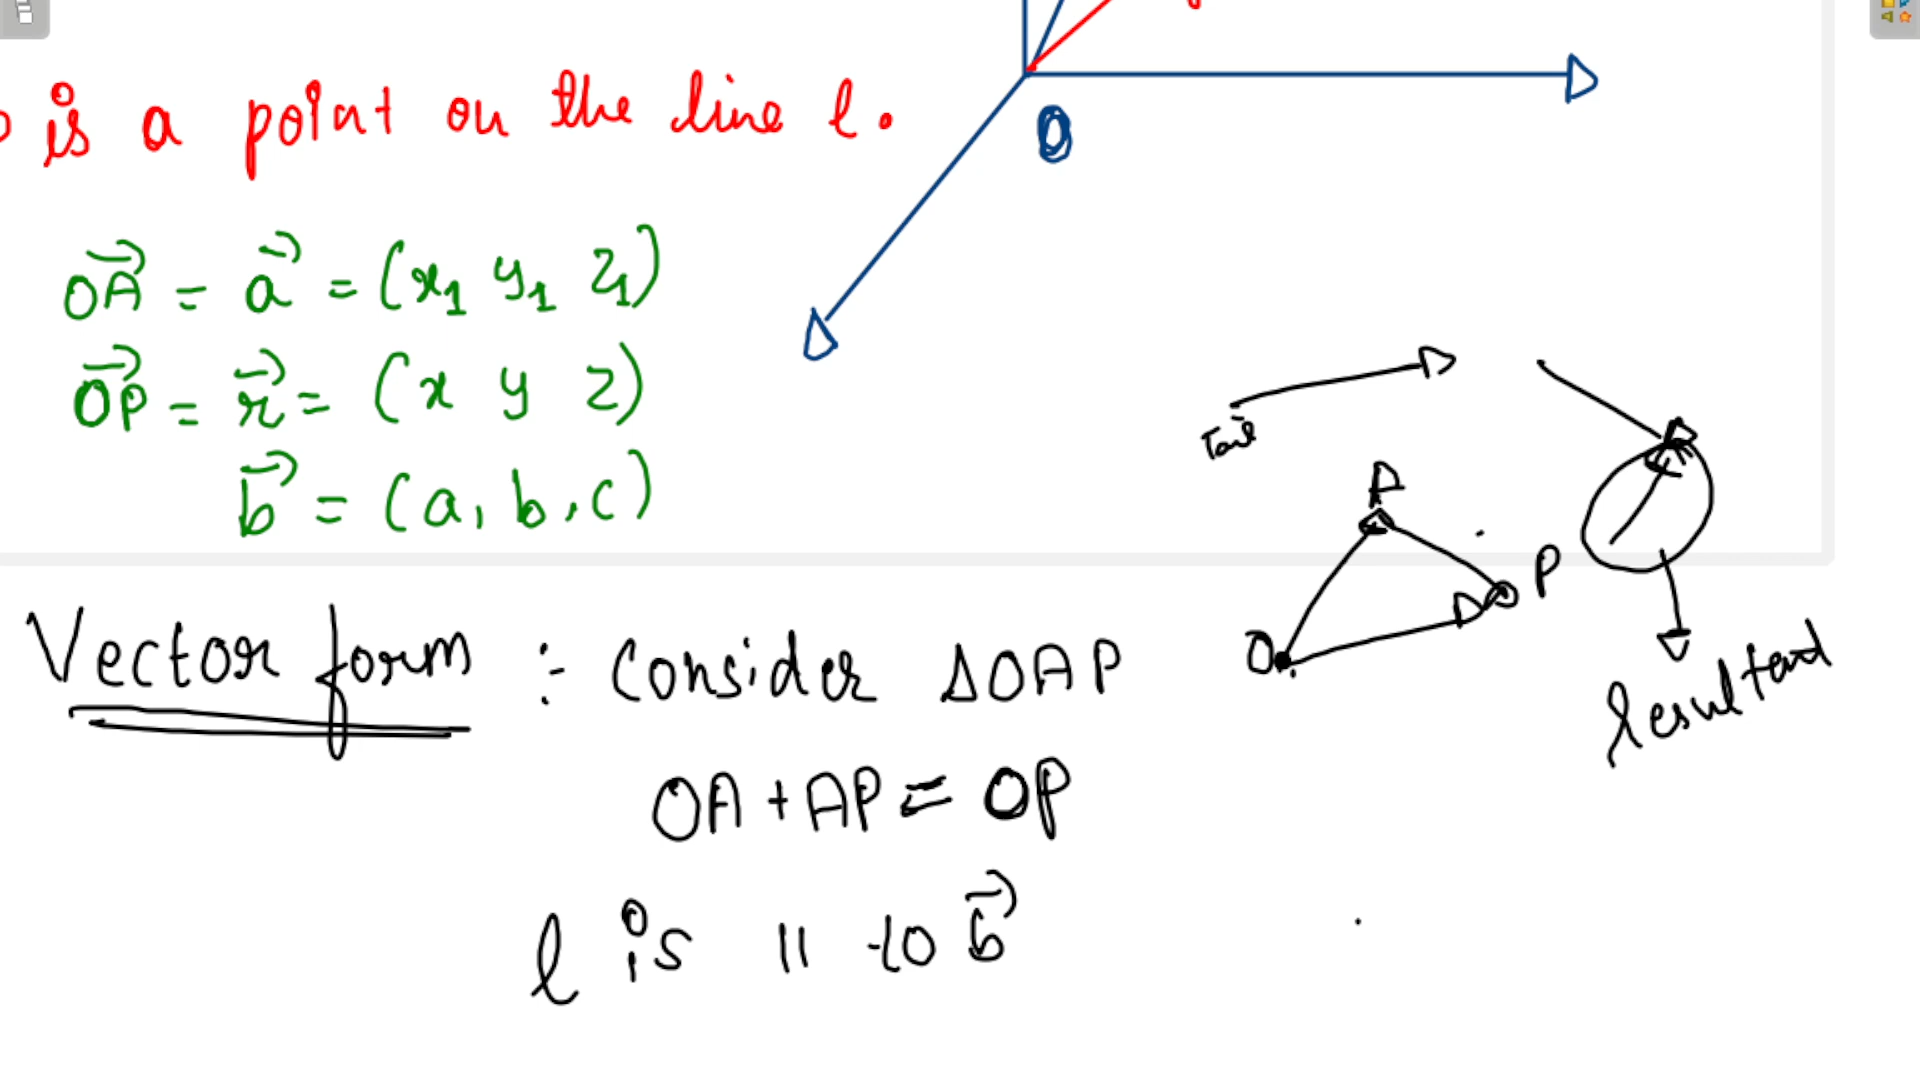 is a point on the line l.
O
OA⃗ = a⃗ = (x₁ y₁ z₁)
OP⃗ = r⃗ = (x y z)
b⃗ = (a, b, c)
Tail
A
P
O
Resultant
Vector form :- Consider ΔOAP
OA + AP = OP
l is || to b⃗